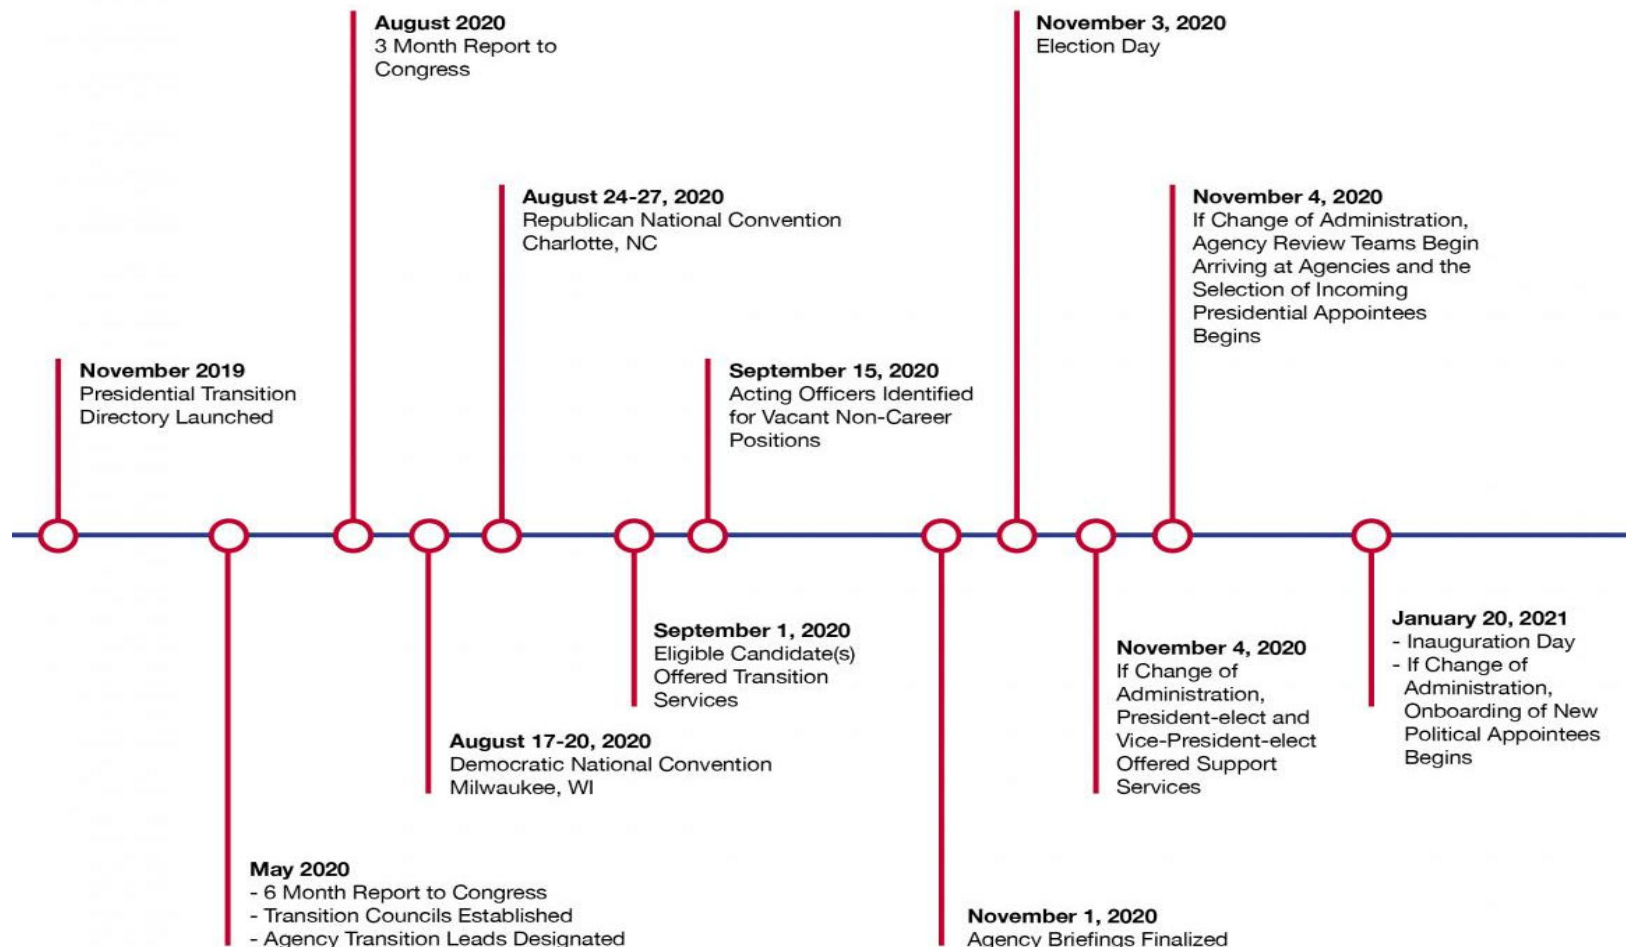 August 2020
3 Month Report to
Congress
November 3, 2020
Election Day
August 24-27, 2020
Republican National Convention
Charlotte, NC
November 4, 2020
If Change of Administration,
Agency Review Teams Begin
Arriving at Agencies and the
Selection of Incoming
Presidential Appointees
Begins
November 2019
Presidential Transition
Directory Launched
September 15, 2020
Acting Officers Identified
for Vacant Non-Career
Positions
September 1, 2020
Eligible Candidate(s)
Offered Transition
Services
November 4, 2020
If Change of
Administration,
President-elect and
Vice-President-elect
Offered Support
Services
January 20, 2021
- Inauguration Day
- If Change of
Administration,
Onboarding of New
Political Appointees
Begins
August 17-20, 2020
Democratic National Convention
Milwaukee, WI
May 2020
- 6 Month Report to Congress
- Transition Councils Established
- Agency Transition Leads Designated
November 1, 2020
Agency Briefings Finalized